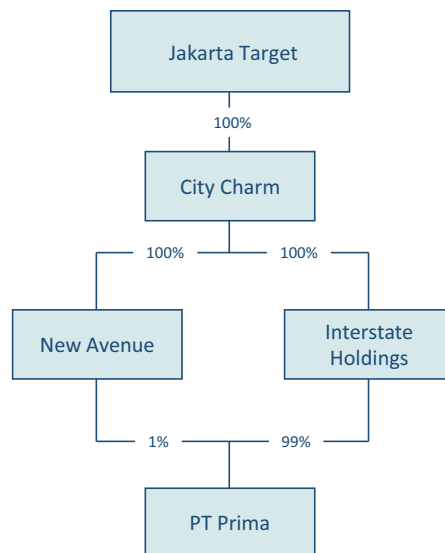 Jakarta Target
100%
City Charm
100%
100%
New Avenue
Interstate
Holdings
1%
99%
PT Prima